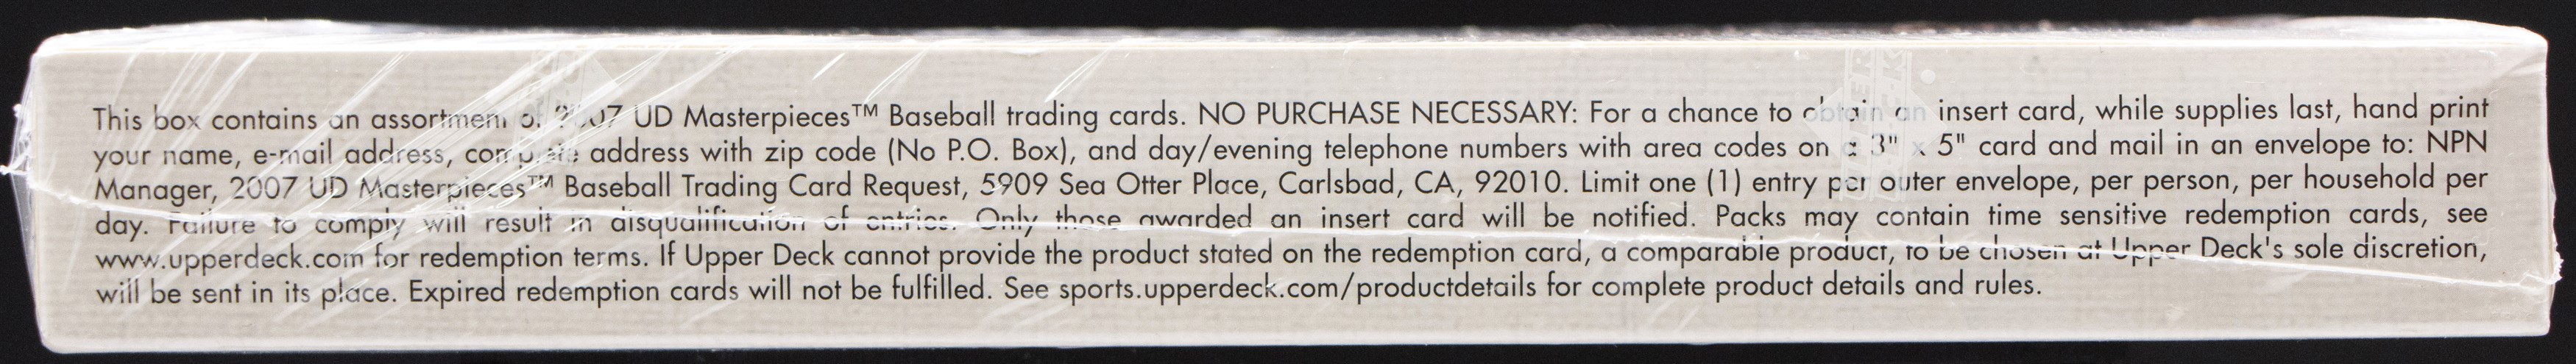 This box contains an assortment of 2007 UD Masterpieces™ Baseball trading cards. NO PURCHASE NECESSARY: For a chance to obtain an insert card, while supplies last, hand print
your name, e-mail address, complete address with zip code (No P.O. Box), and day/evening telephone numbers with area codes on a 3" x 5" card and mail in an envelope to: NPN
Manager, 2007 UD Masterpieces™ Baseball Trading Card Request, 5909 Sea Otter Place, Carlsbad, CA, 92010. Limit one (1) entry per outer envelope, per person, per household per
day. Failure to comply will result in disqualification of entries. Only those awarded an insert card will be notified. Packs may contain time sensitive redemption cards, see
www.upperdeck.com for redemption terms. If Upper Deck cannot provide the product stated on the redemption card, a comparable product, to be chosen at Upper Deck's sole discretion,
will be sent in its place. Expired redemption cards will not be fulfilled. See sports.upperdeck.com/productdetails for complete product details and rules.
UPPER DECK